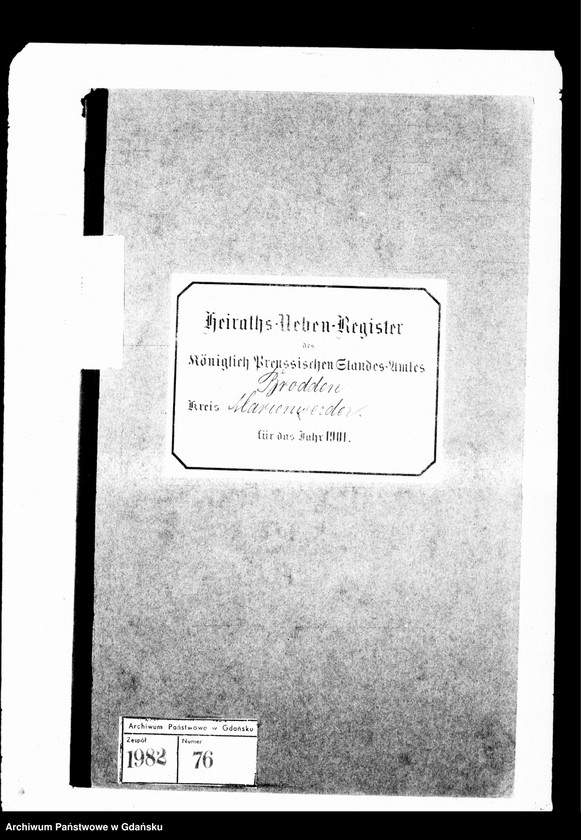 Heiraths-Neben-Register
des
Königlich Preussischen Standes-Amtes
Brodden
Kreis Marienwerder.
für das Jahr 1901.
Archiwum Państwowe w Gdańsku
Zespół Numer
1982 76
Archiwum Państwowe w Gdańsku